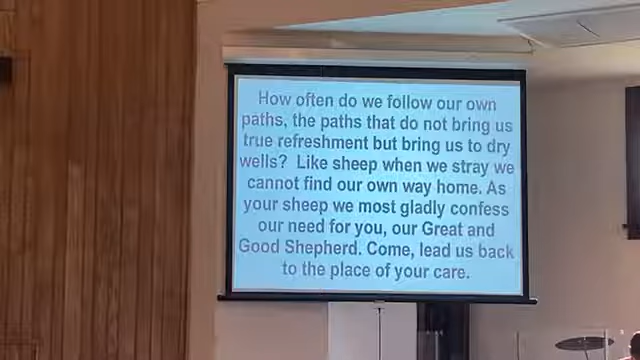 How often do we follow our own
paths, the paths that do not bring us
true refreshment but bring us to dry
wells? Like sheep when we stray we
cannot find our own way home. As
your sheep we most gladly confess
our need for you, our Great and
Good Shepherd. Come, lead us back
to the place of your care.